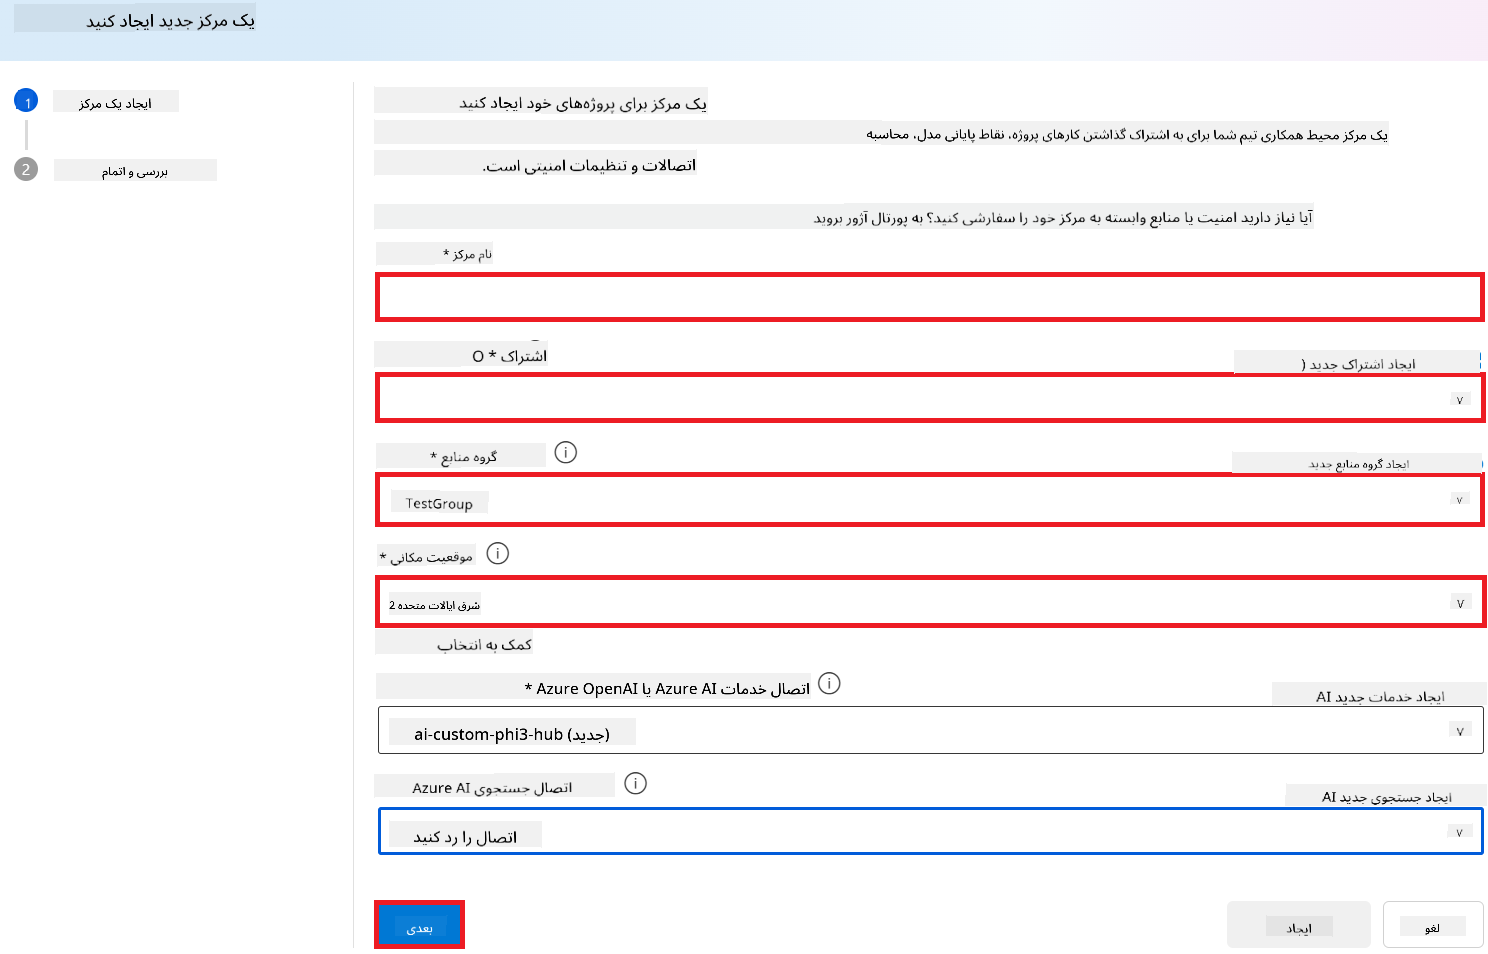 یک مرکز جدید ایجاد کنید
1
ایجاد یک مرکز
2
بررسی و اتمام
یک مرکز برای پروژه‌های خود ایجاد کنید
یک مرکز محیط همکاری تیم شما برای به اشتراک گذاشتن کارهای پروژه، نقاط پایانی مدل، محاسبه
اتصالات و تنظیمات امنیتی است.
آیا نیاز دارید امنیت یا منابع وابسته به مرکز خود را سفارشی کنید؟ به پورتال آژور بروید
نام مرکز *
اشتراک * O
ایجاد اشتراک جدید (
v
گروه منابع *
ایجاد گروه منابع جدید
TestGroup
v
موقعیت مکانی *
شرق ایالات متحده 2
v
کمک به انتخاب
اتصال خدمات Azure AI یا Azure OpenAI *
ایجاد خدمات جدید AI
ai-custom-phi3-hub (جدید)
v
اتصال جستجوی Azure AI
ایجاد جستجوی جدید AI
اتصال را رد کنید
v
بعدی
ایجاد
لغو